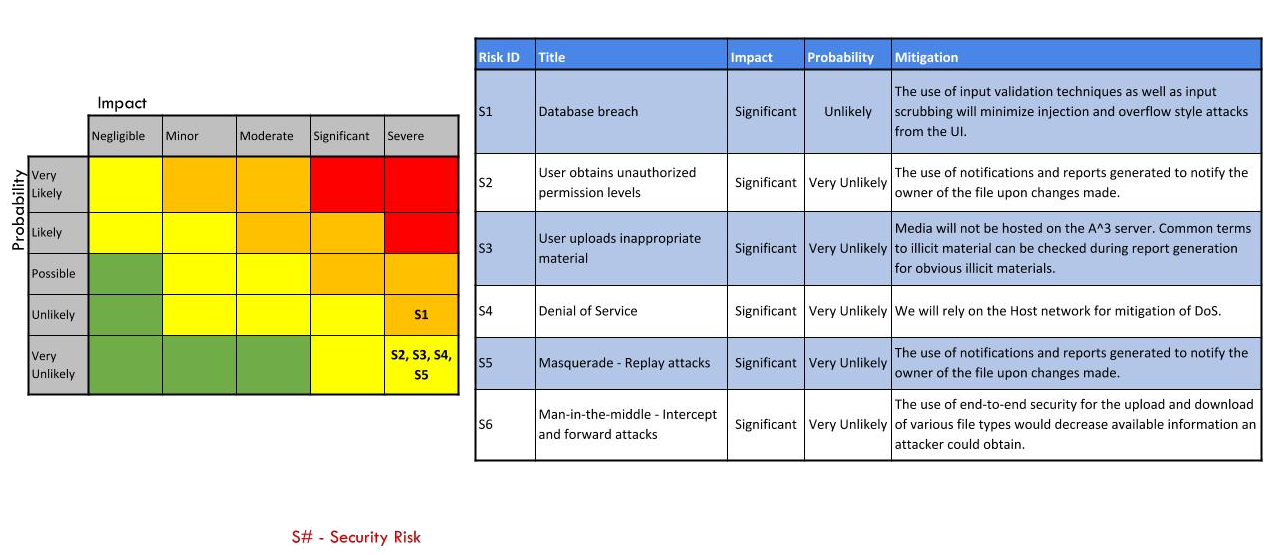 Impact
Negligible Minor Moderate Significant Severe
Probability
Very
Likely
Likely
Possible
Unlikely S1
Very
Unlikely
S2, S3, S4,
S5
Risk ID Title Impact Probability Mitigation
S1 Database breach Significant Unlikely
The use of input validation techniques as well as input
scrubbing will minimize injection and overflow style attacks
from the UI.
S2
User obtains unauthorized
permission levels
Significant Very Unlikely
The use of notifications and reports generated to notify the
owner of the file upon changes made.
S3
User uploads inappropriate
material
Significant Very Unlikely
Media will not be hosted on the A^3 server. Common terms
to illicit material can be checked during report generation
for obvious illicit materials.
S4 Denial of Service Significant Very Unlikely We will rely on the Host network for mitigation of DoS.
S5 Masquerade - Replay attacks Significant Very Unlikely
The use of notifications and reports generated to notify the
owner of the file upon changes made.
S6
Man-in-the-middle - Intercept
and forward attacks
Significant Very Unlikely
The use of end-to-end security for the upload and download
of various file types would decrease available information an
attacker could obtain.
S# - Security Risk